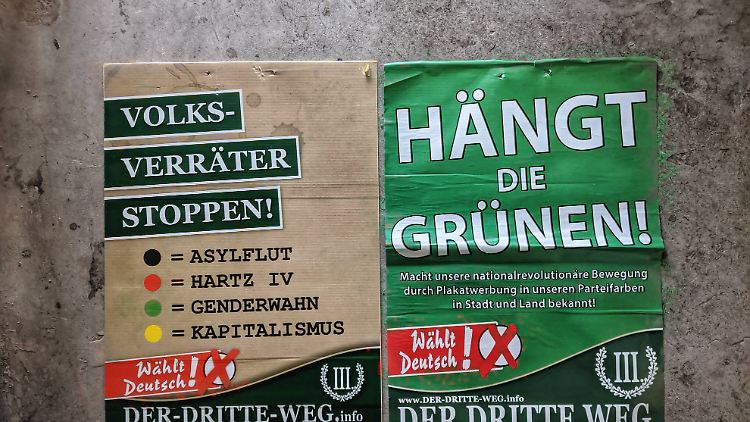 VOLKS-
VERRÄTER
STOPPEN!
= ASYLFLUT
= HARTZ IV
= GENDERWAHN
= KAPITALISMUS
Wählt
Deutsch!
III.
DER-DRITTE-WEG.info
HÄNGT
DIE
GRÜNEN!
Macht unsere nationalrevolutionäre Bewegung
durch Plakatwerbung in unseren Parteifarben
in Stadt und Land bekannt!
Wählt
Deutsch!
III.
www.DER-DRITTE-WEG.info
DER DRITTE WEG